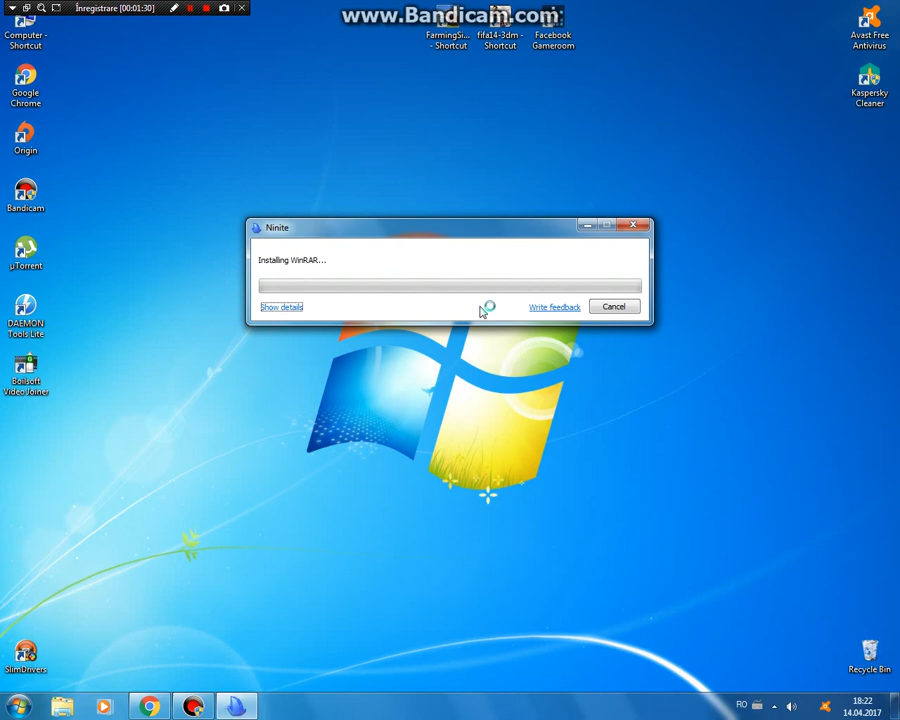 Înregistrare [00:01:30]
www.Bandicam.com
Computer -
Shortcut
FarmingSi...
- Shortcut
fifa14-3dm -
Shortcut
Facebook
Gameroom
Avast Free
Antivirus
Google
Chrome
Kaspersky
Cleaner
Origin
Bandicam
µTorrent
DAEMON
Tools Lite
Boilsoft
Video Joiner
Ninite
Installing WinRAR...
Show details
Write feedback
Cancel
SlimDrivers
Recycle Bin
RO
18:22
14.04.2017